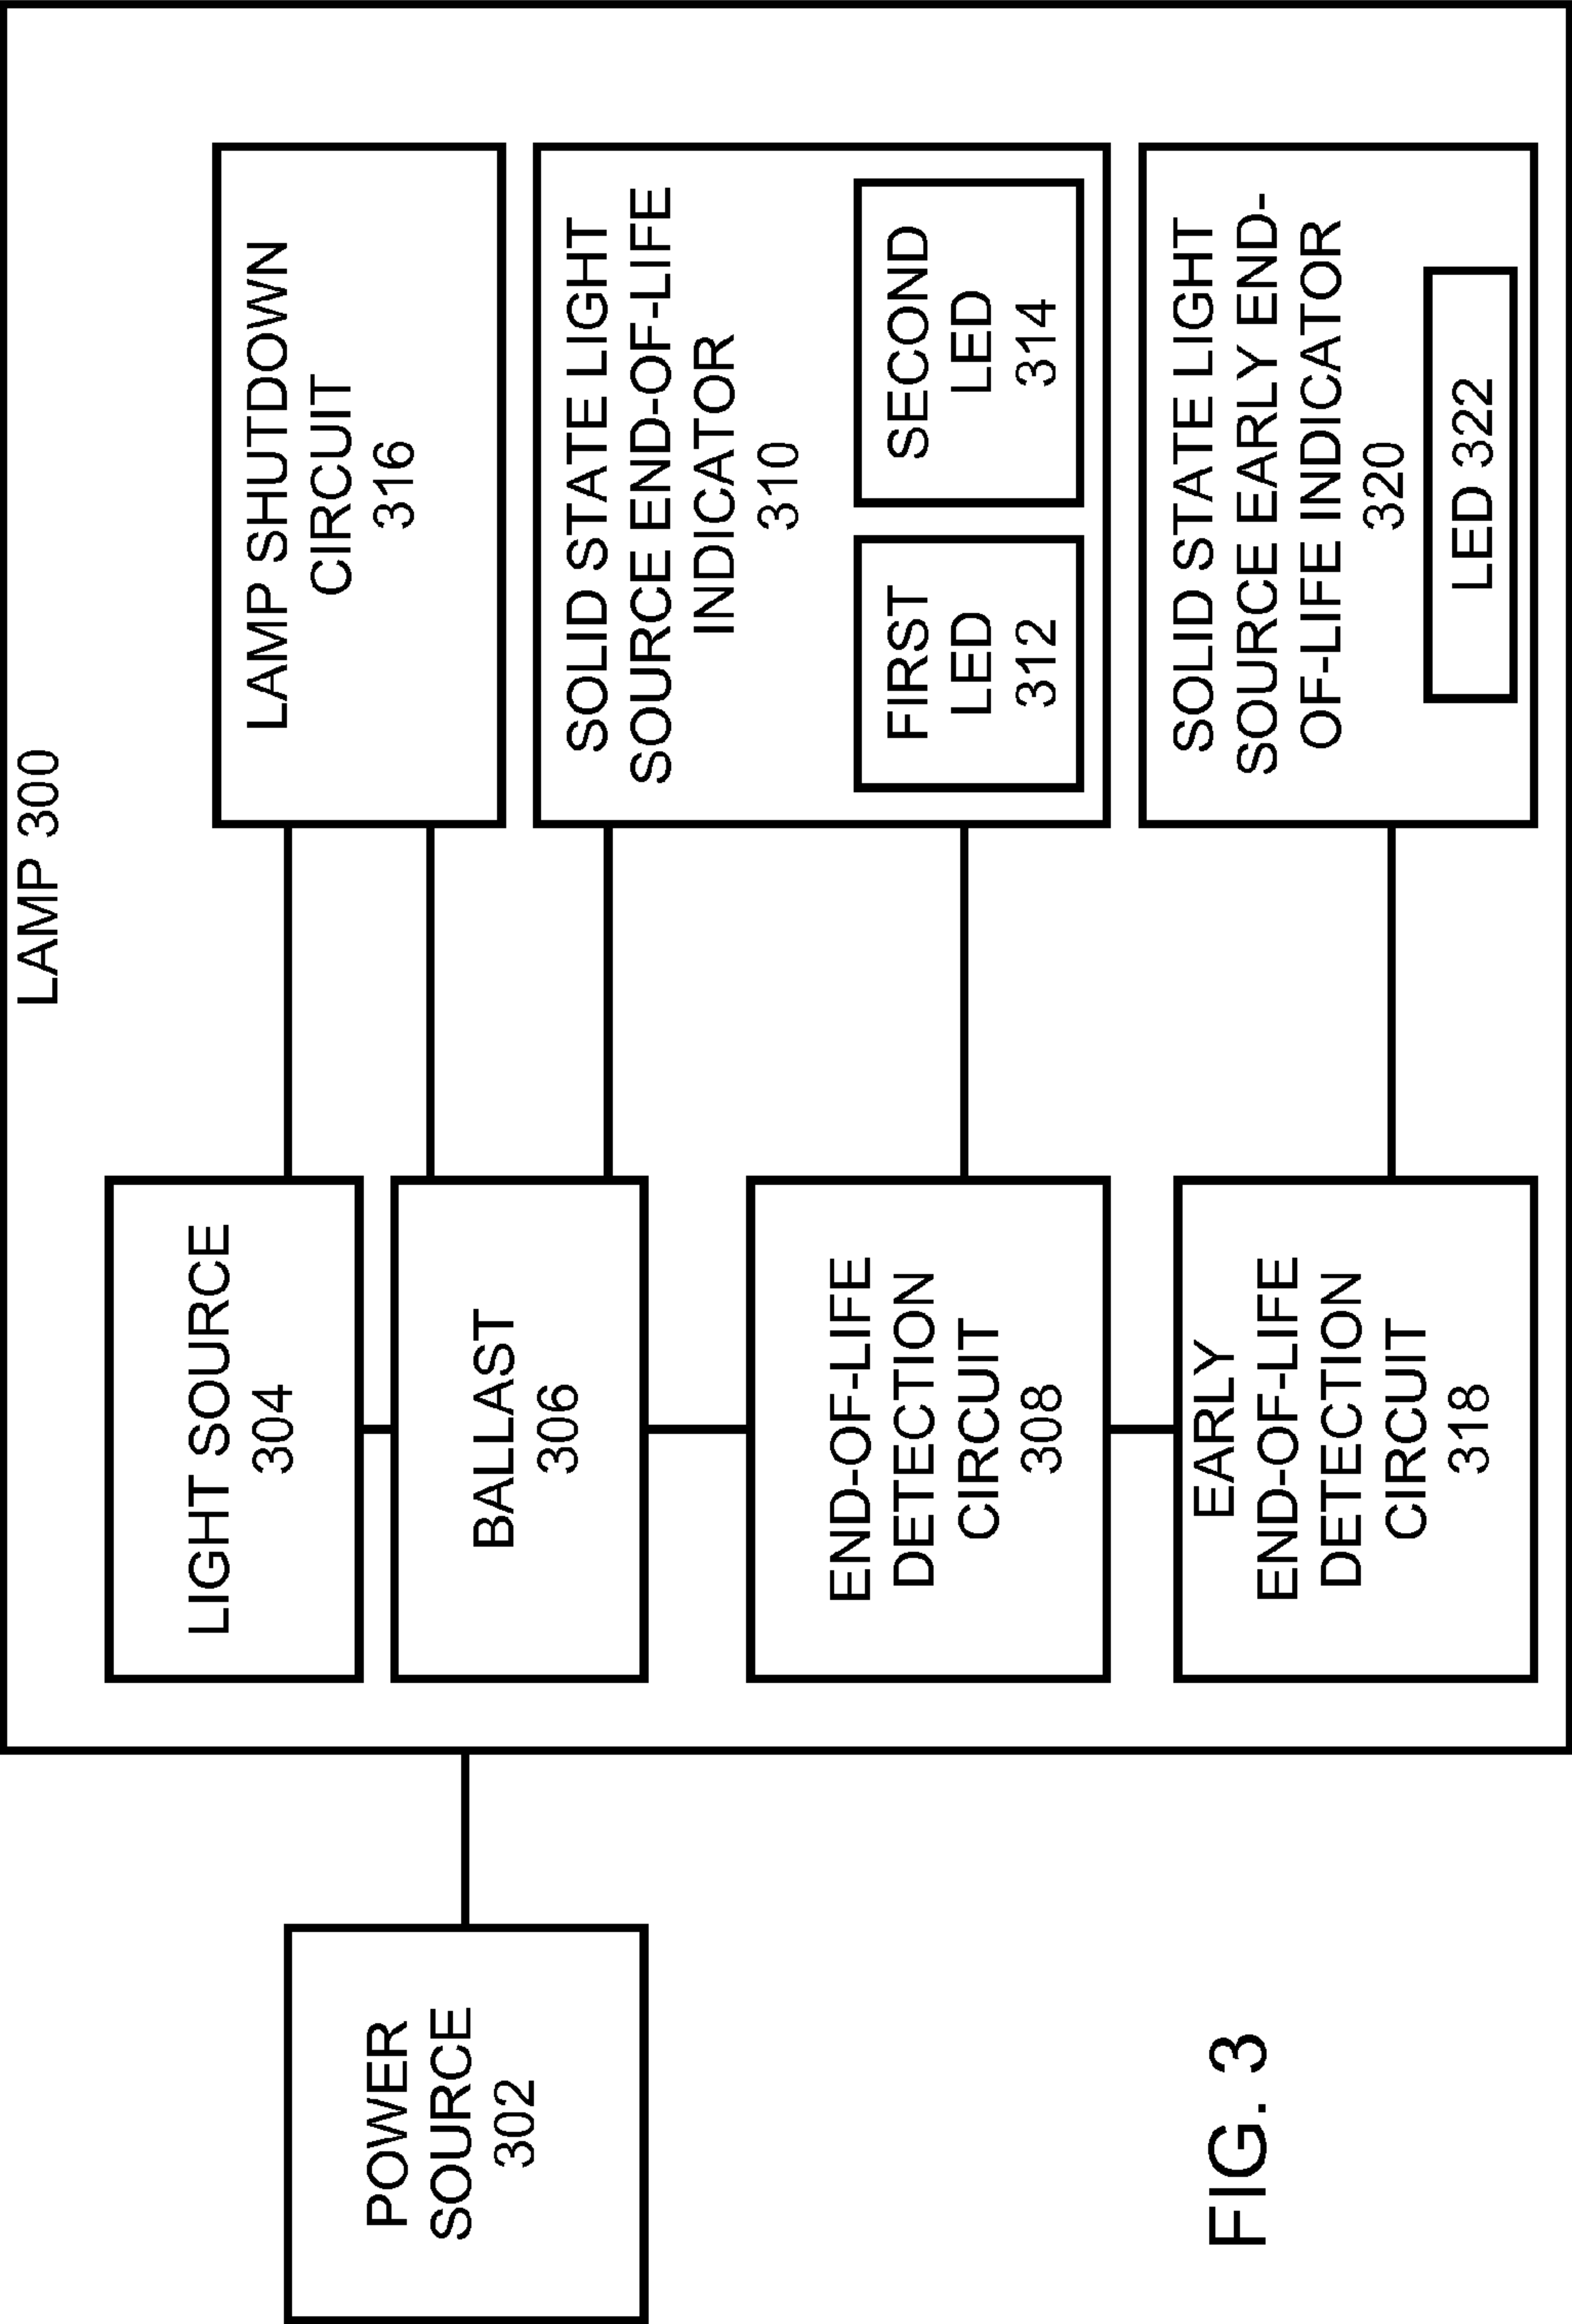 LAMP 300
POWER
SOURCE
302
LIGHT SOURCE
304
BALLAST
306
END-OF-LIFE
DETECTION
CIRCUIT
308
EARLY
END-OF-LIFE
DETECTION
CIRCUIT
318
LAMP SHUTDOWN
CIRCUIT
316
SOLID STATE LIGHT
SOURCE END-OF-LIFE
INDICATOR
310
FIRST
LED
312
SECOND
LED
314
SOLID STATE LIGHT
SOURCE EARLY END-
OF-LIFE INDICATOR
320
LED 322
FIG. 3